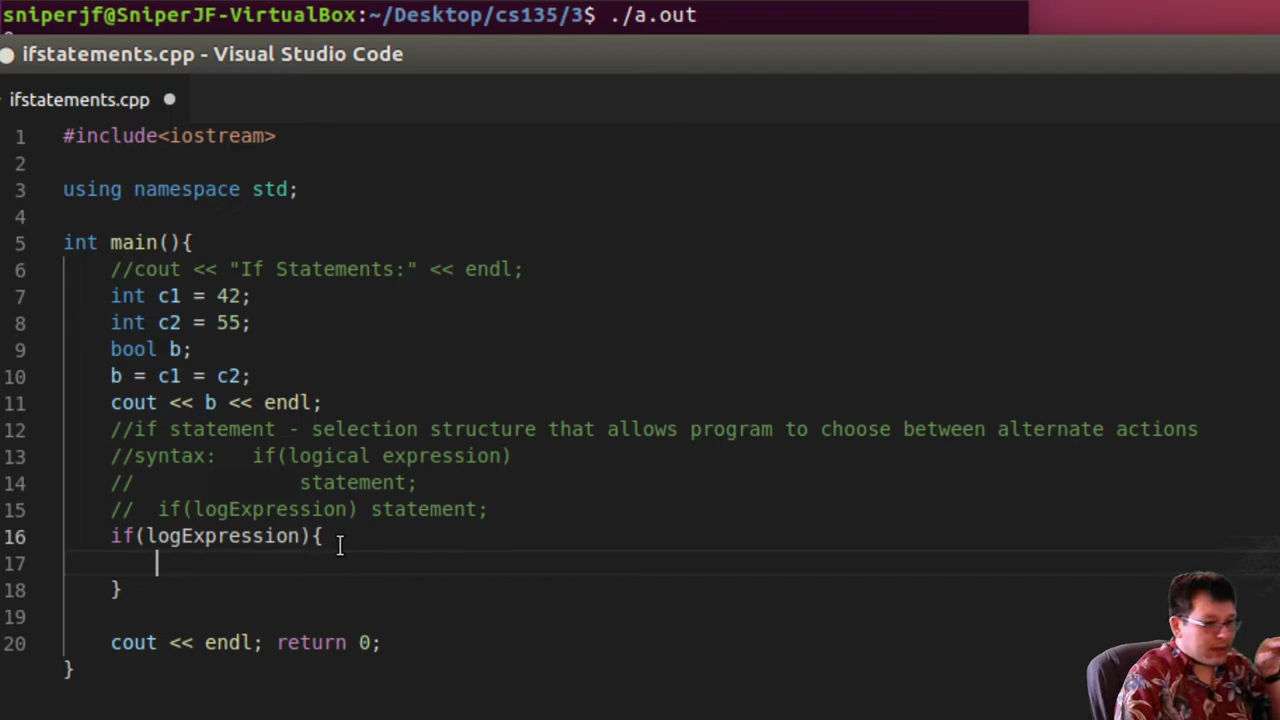 sniperjf@SniperJF-VirtualBox:~/Desktop/cs135/3$ ./a.out
ifstatements.cpp - Visual Studio Code
ifstatements.cpp
1 #include<iostream>
2
3 using namespace std;
4
5 int main(){
6 //cout << "If Statements:" << endl;
7 int c1 = 42;
8 int c2 = 55;
9 bool b;
10 b = c1 = c2;
11 cout << b << endl;
12 //if statement - selection structure that allows program to choose between alternate actions
13 //syntax: if(logical expression)
14 // statement;
15 // if(logExpression) statement;
16 if(logExpression){
17
18 }
19
20 cout << endl; return 0;
}